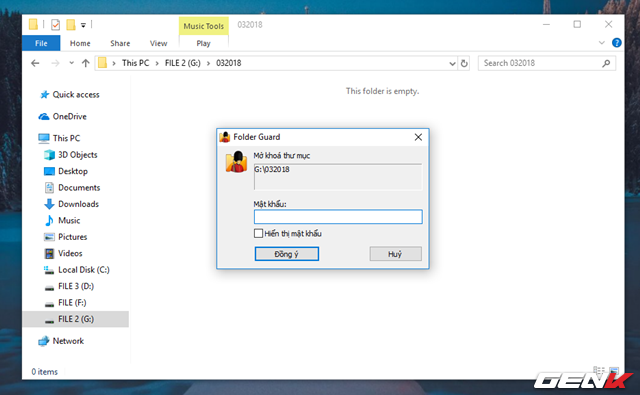 Music Tools
032018
File
Home
Share
View
Play
This PC > FILE 2 (G:) > 032018
Search 032018
This folder is empty.
Quick access
OneDrive
This PC
3D Objects
Desktop
Documents
Downloads
Music
Pictures
Videos
Local Disk (C:)
FILE 3 (D:)
FILE (F:)
FILE 2 (G:)
Network
Folder Guard
Mở khoá thư mục
G:\032018
Mật khẩu:
Hiển thị mật khẩu
Đồng ý
Huỷ
0 items
GENK